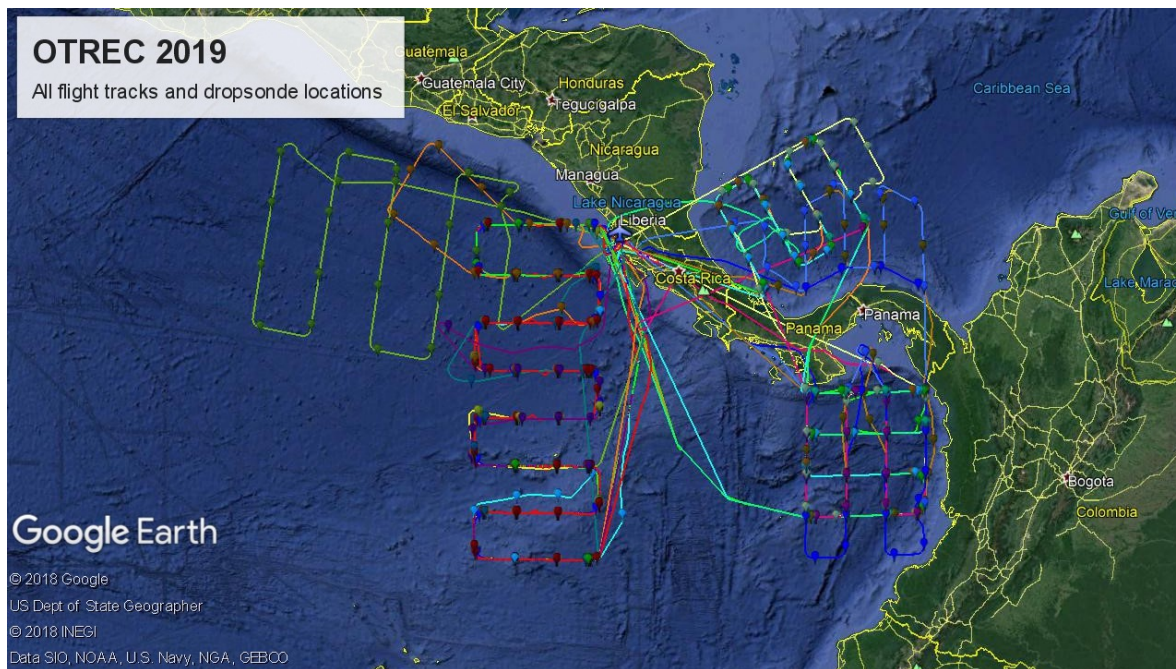 OTREC 2019
All flight tracks and dropsonde locations
Guatemala
Guatemala City
Honduras
Tegucigalpa
El Salvador
Caribbean Sea
Nicaragua
Managua
Lake Nicaragua
Liberia
Gulf of Ven
Costa Rica
Lake Marac
Panama
Panama
Bogota
Colombia
Google Earth
© 2018 Google
US Dept of State Geographer
© 2018 INEGI
Data SIO, NOAA, U.S. Navy, NGA, GEBCO